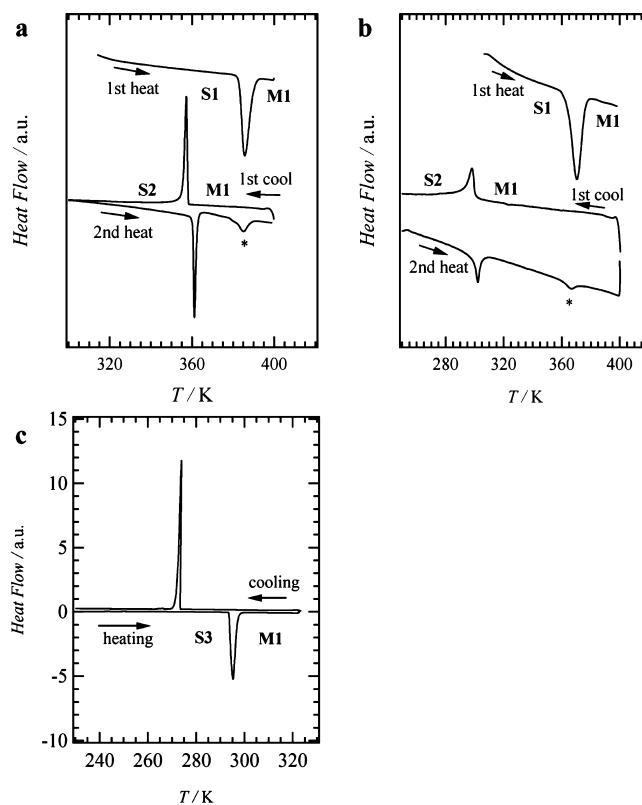 a
Heat Flow / a.u.
1st heat
S1
M1
S2
M1
1st cool
2nd heat
*
320
360
400
T / K
b
Heat Flow / a.u.
1st heat
S1
M1
S2
M1
1st cool
2nd heat
*
280
320
360
400
T / K
c
15
10
5
0
-5
-10
Heat Flow / a.u.
cooling
heating
S3
M1
240
260
280
300
320
T / K